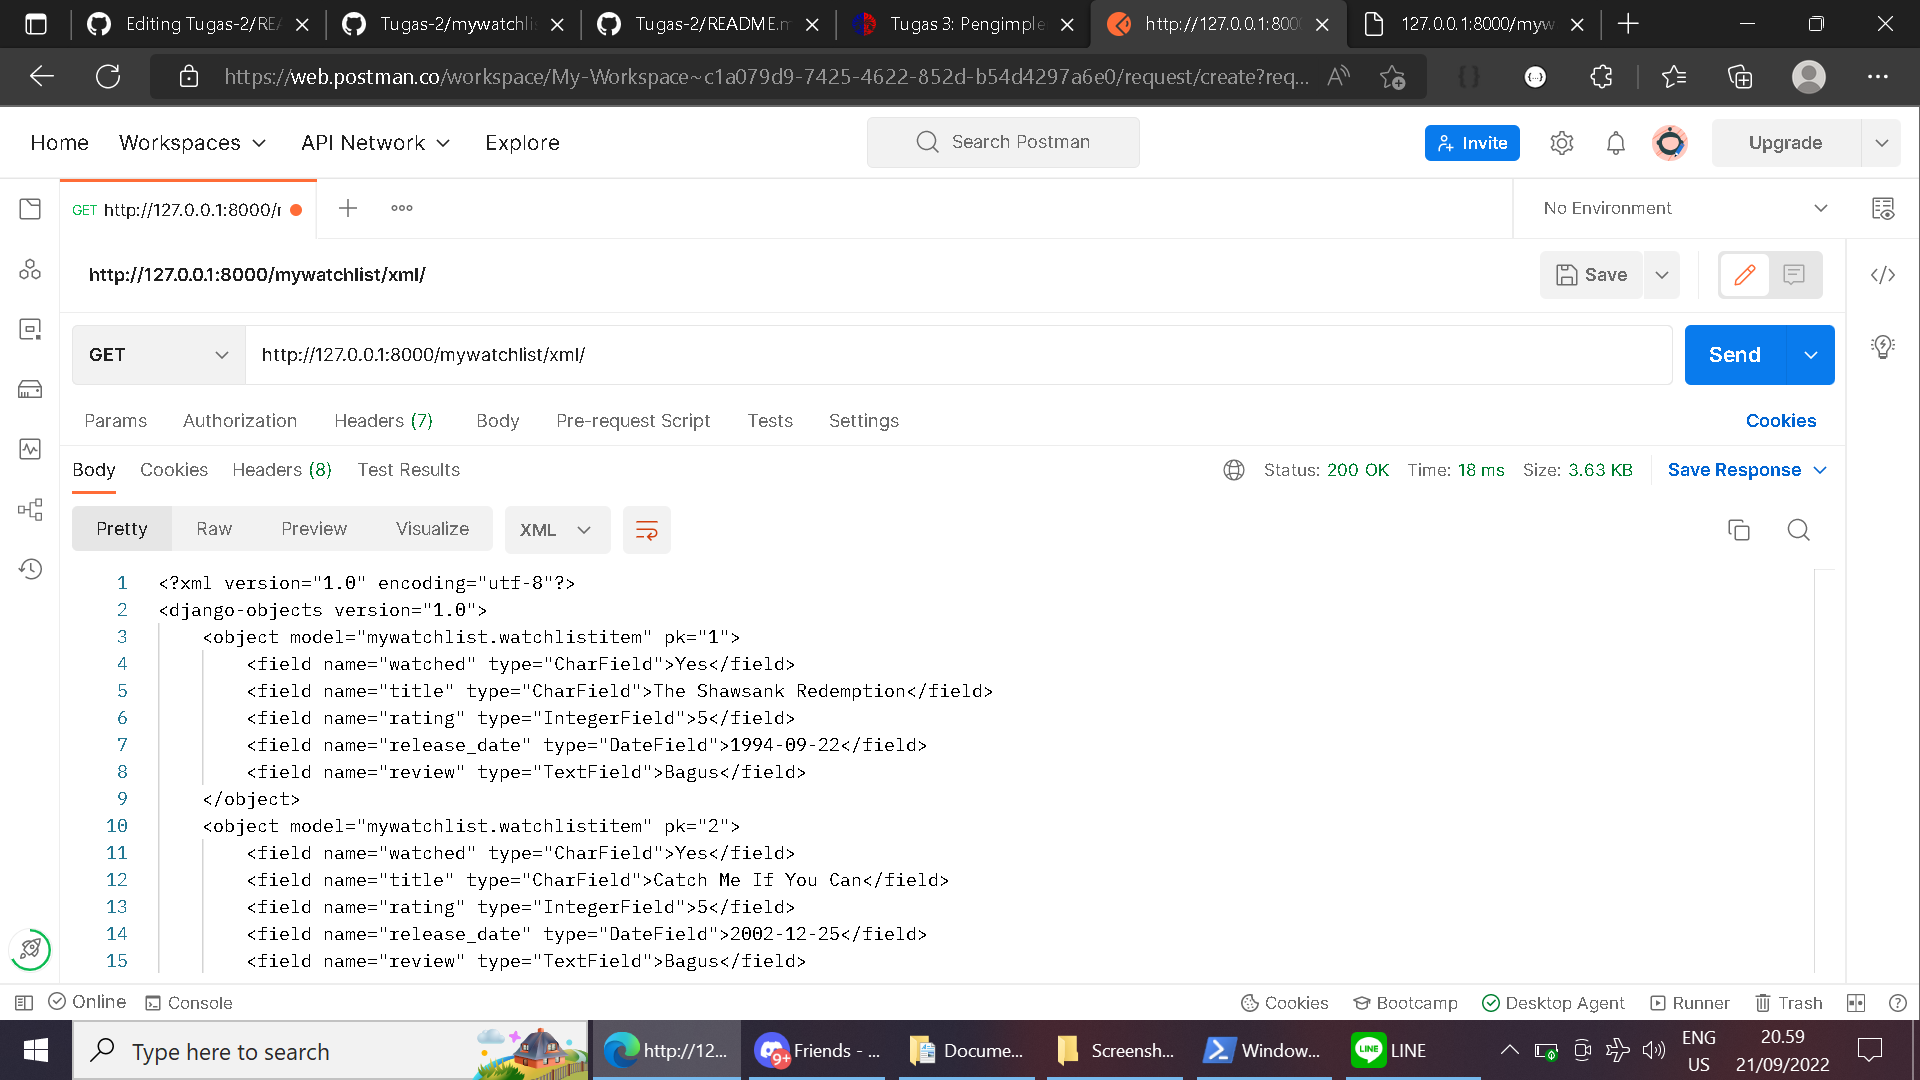 Editing Tugas-2/REA
Tugas-2/mywatchlis
Tugas-2/README.m
Tugas 3: Pengimple
http://127.0.0.1:8000
127.0.0.1:8000/myw
https://web.postman.co/workspace/My-Workspace~c1a079d9-7425-4622-852d-b54d4297a6e0/request/create?req...
Home Workspaces API Network Explore
Search Postman
Invite
Upgrade
GET http://127.0.0.1:8000/r
No Environment
http://127.0.0.1:8000/mywatchlist/xml/
Save
GET
http://127.0.0.1:8000/mywatchlist/xml/
Send
Params Authorization Headers (7) Body Pre-request Script Tests Settings Cookies
Body Cookies Headers (8) Test Results
Status: 200 OK Time: 18 ms Size: 3.63 KB Save Response
Pretty Raw Preview Visualize XML
1 <?xml version="1.0" encoding="utf-8"?>
2 <django-objects version="1.0">
3 <object model="mywatchlist.watchlistitem" pk="1">
4 <field name="watched" type="CharField">Yes</field>
5 <field name="title" type="CharField">The Shawsank Redemption</field>
6 <field name="rating" type="IntegerField">5</field>
7 <field name="release_date" type="DateField">1994-09-22</field>
8 <field name="review" type="TextField">Bagus</field>
9 </object>
10 <object model="mywatchlist.watchlistitem" pk="2">
11 <field name="watched" type="CharField">Yes</field>
12 <field name="title" type="CharField">Catch Me If You Can</field>
13 <field name="rating" type="IntegerField">5</field>
14 <field name="release_date" type="DateField">2002-12-25</field>
15 <field name="review" type="TextField">Bagus</field>
Online Console
Cookies Bootcamp Desktop Agent Runner Trash
Type here to search
http://12...
9+
Friends - ...
Docume...
Screensh...
Window...
LINE
LINE
ENG
US
20.59
21/09/2022